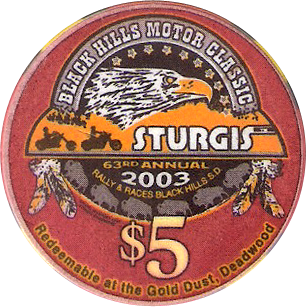 BLACK HILLS MOTOR CLASSIC
STURGIS
63RD ANNUAL
2003
RALLY & RACES BLACK HILLS S.D.
$5
Redeemable at the Gold Dust, Deadwood